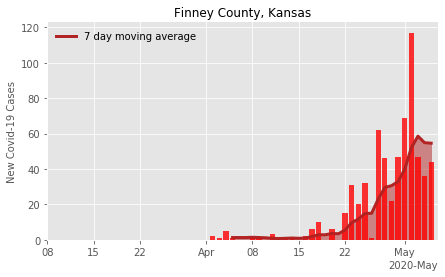 Finney County, Kansas
7 day moving average
New Covid-19 Cases
120
100
80
60
40
20
0
08 15 22 Apr 08 15 22 May
2020-May